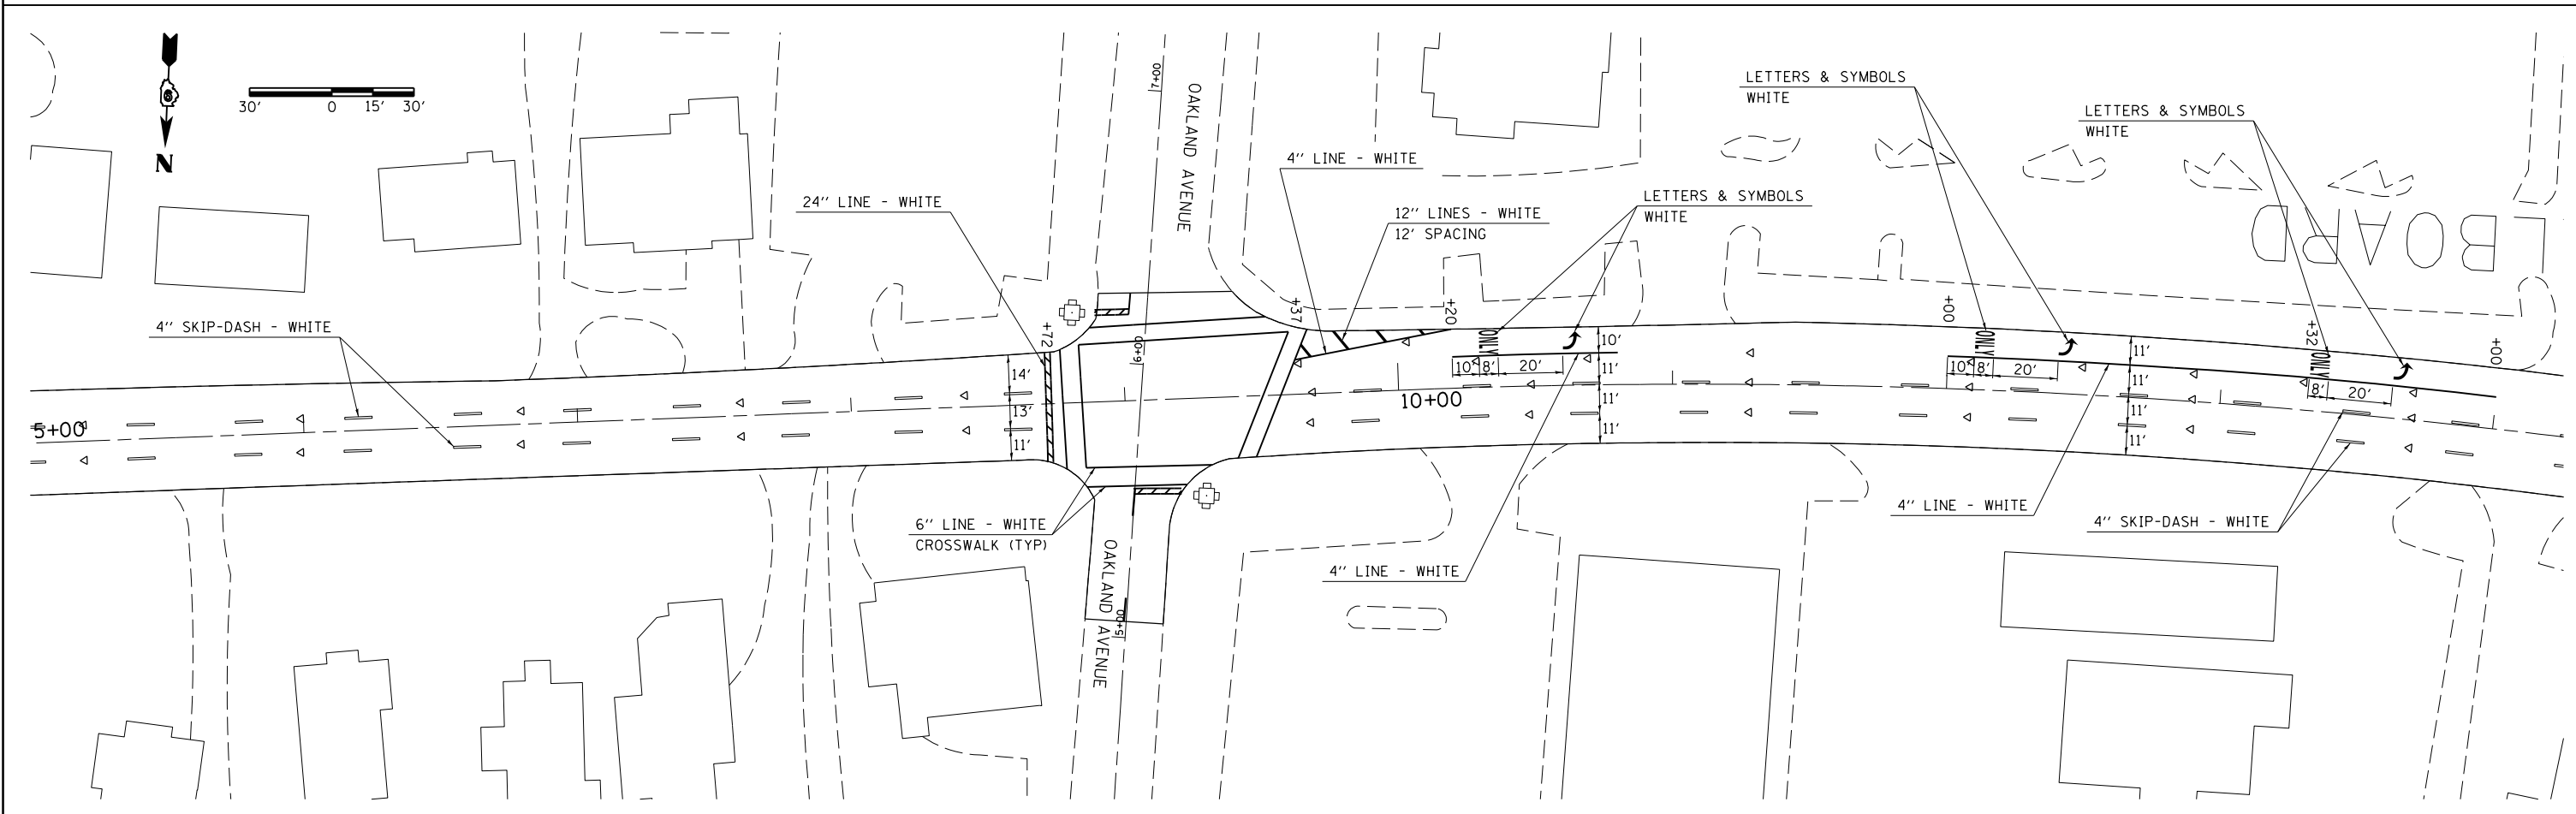 N
30' 0 15' 30'
LETTERS & SYMBOLS
WHITE
LETTERS & SYMBOLS
WHITE
7+00
OAKLAND AVENUE
4" LINE - WHITE
24" LINE - WHITE
12" LINES - WHITE
12' SPACING
LETTERS & SYMBOLS
WHITE
BOARD
4" SKIP-DASH - WHITE
+72
6+00
+37
+20
+00
+32
+00
ONLY
ONLY
ONLY
14'
13'
11'
10' 8' 20'
10'
11'
11'
11'
10' 8' 20'
11'
11'
11'
11'
8' 20'
5+00
10+00
6" LINE - WHITE
CROSSWALK (TYP)
4" LINE - WHITE
4" LINE - WHITE
4" SKIP-DASH - WHITE
OAKLAND AVENUE
5+00